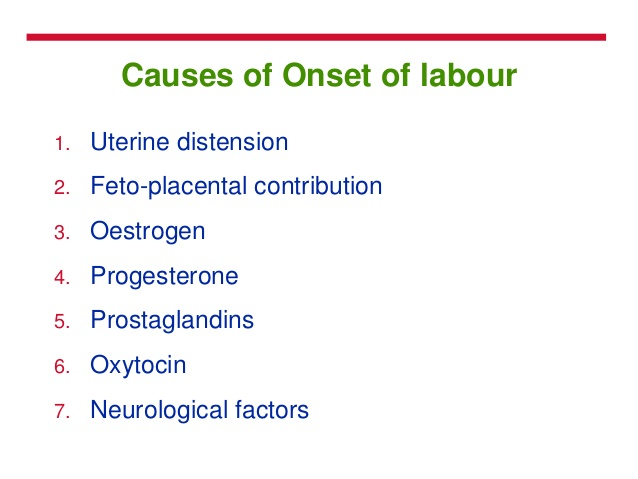 Causes of Onset of labour
1. Uterine distension
2. Feto-placental contribution
3. Oestrogen
4. Progesterone
5. Prostaglandins
6. Oxytocin
7. Neurological factors